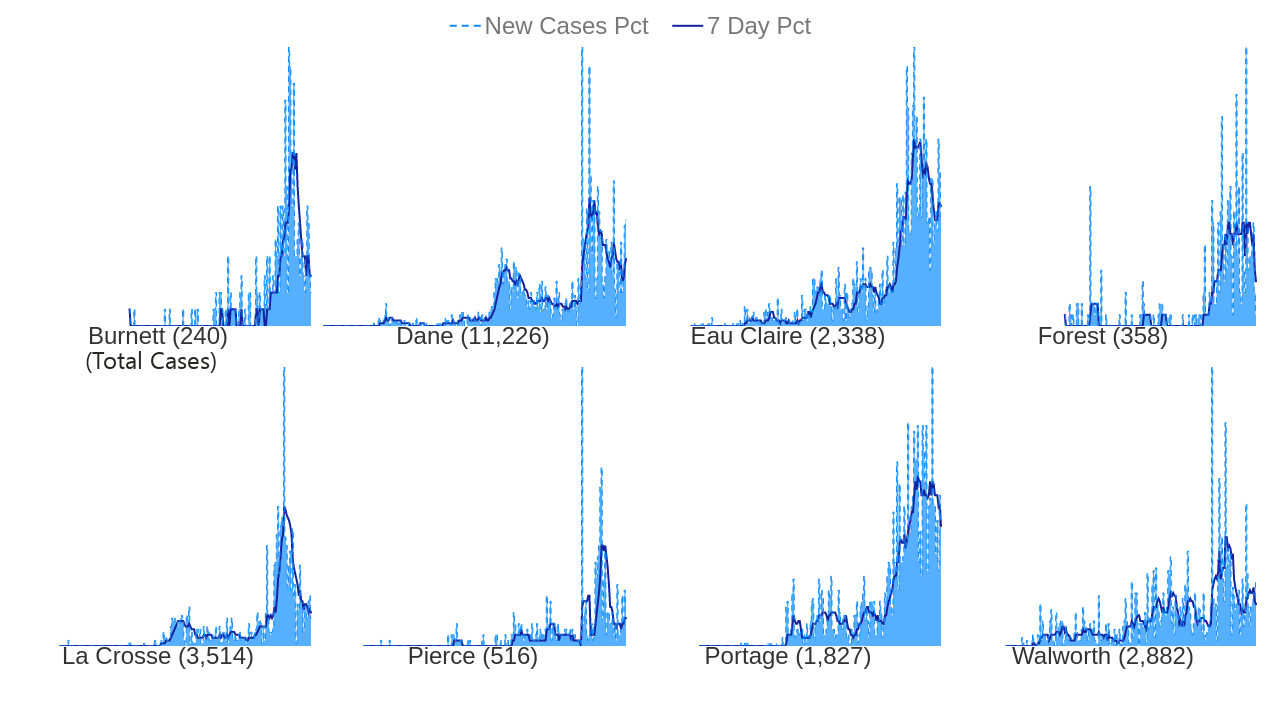 New Cases Pct 7 Day Pct
Burnett (240) Dane (11,226) Eau Claire (2,338) Forest (358)
(Total Cases)
La Crosse (3,514) Pierce (516) Portage (1,827) Walworth (2,882)